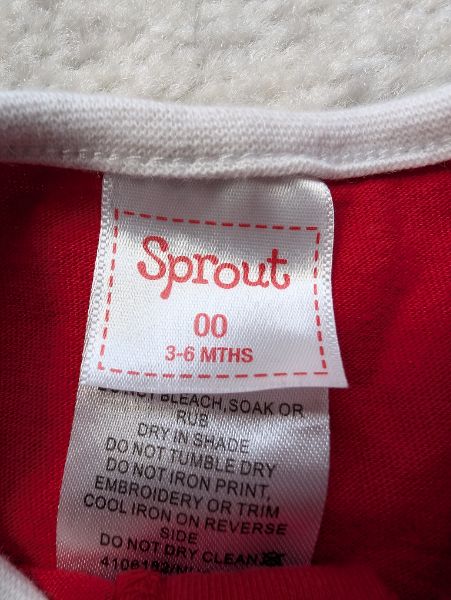 Sprout
00
3-6 MTHS
BLEACH,SOAK OR
RUB
DRY IN SHADE
DO NOT TUMBLE DRY
DO NOT IRON PRINT,
EMBROIDERY OR TRIM
COOL IRON ON REVERSE
SIDE
DO NOT DRY CLEAN